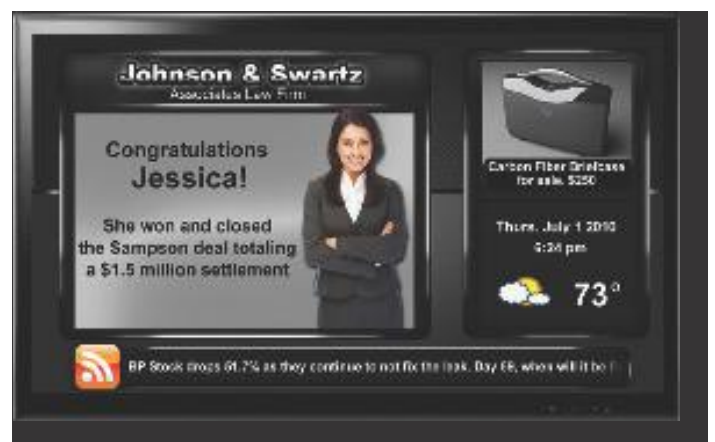 Johnson & Swartz
Associates Law Firm
Congratulations
Jessica!
She won and closed
the Sampson deal totaling
a $1.5 million settlement
Carbon Fiber Briefcase
for sale. $250
Thurs. July 1 2010
6:24 pm
73°
BP Stock drops 51.7% as they continue to not fix the leak. Day 68, when will it be